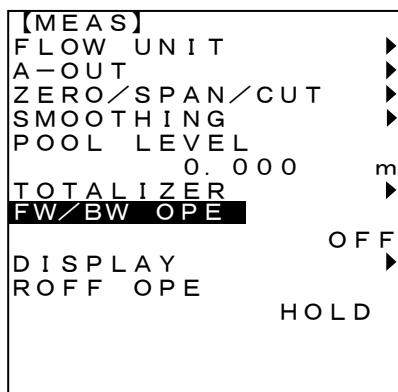 【MEAS】
FLOW UNIT ▶
A－OUT ▶
ZERO／SPAN／CUT ▶
SMOOTHING ▶
POOL LEVEL
0. 000 m
TOTALIZER ▶
FW／BW OPE
OFF
DISPLAY ▶
ROFF OPE
HOLD